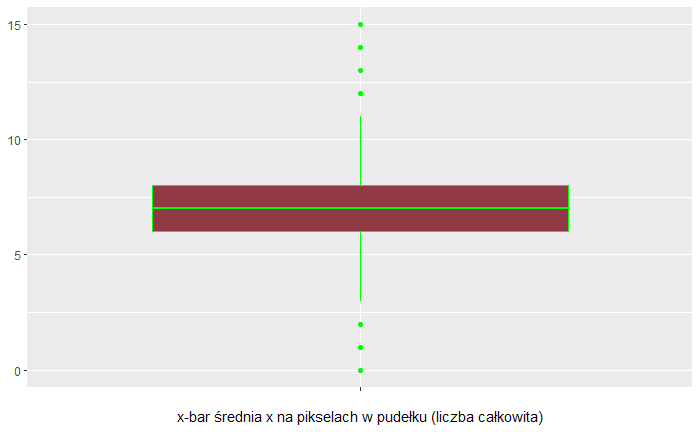 15
10
5
0
x-bar średnia x na pikselach w pudełku (liczba całkowita)